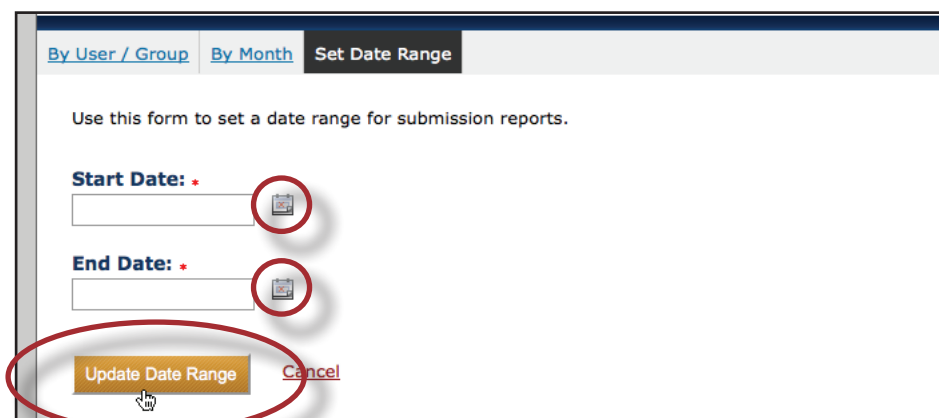 By User / Group By Month Set Date Range
Use this form to set a date range for submission reports.
Start Date: *
End Date: *
Update Date Range Cancel